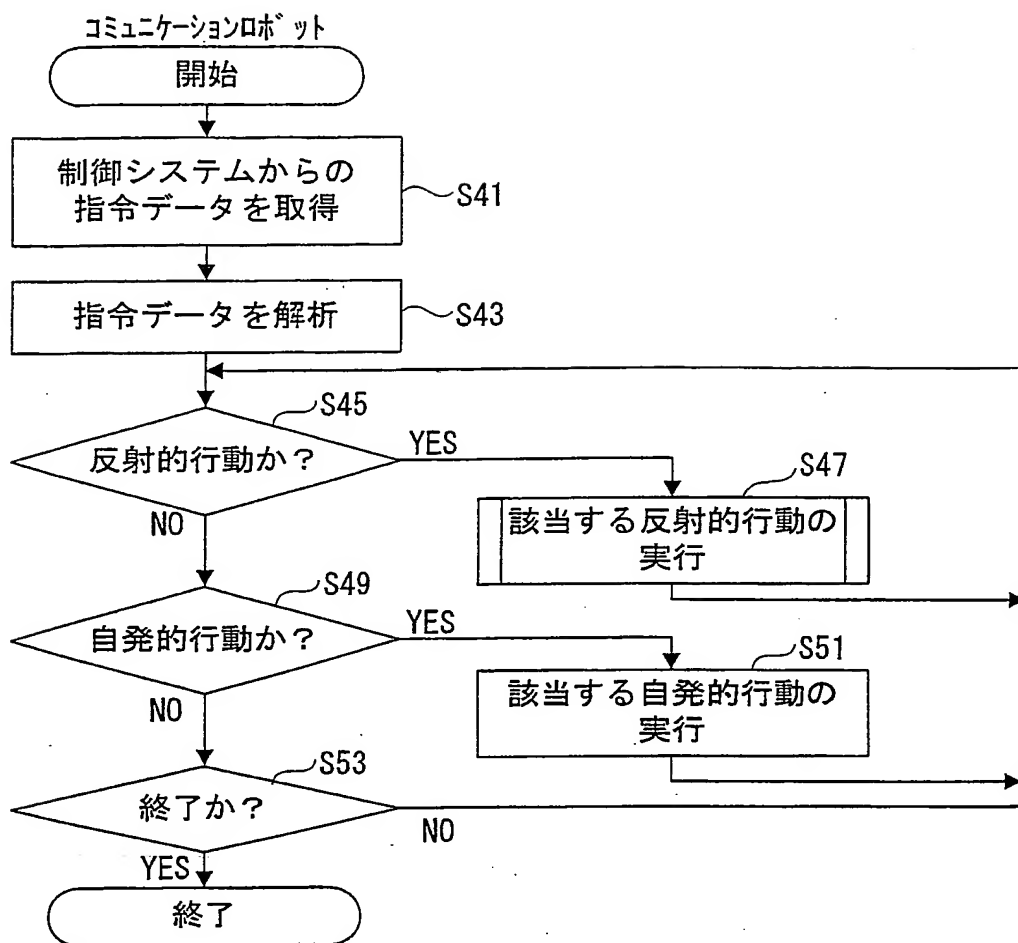 コミュニケーションロボット
開始
制御システムからの
指令データを取得
S41
指令データを解析
S43
S45
反射的行動か？
YES
NO
S47
該当する反射的行動の
実行
S49
自発的行動か？
YES
NO
S51
該当する自発的行動の
実行
S53
終了か？
NO
YES
終了